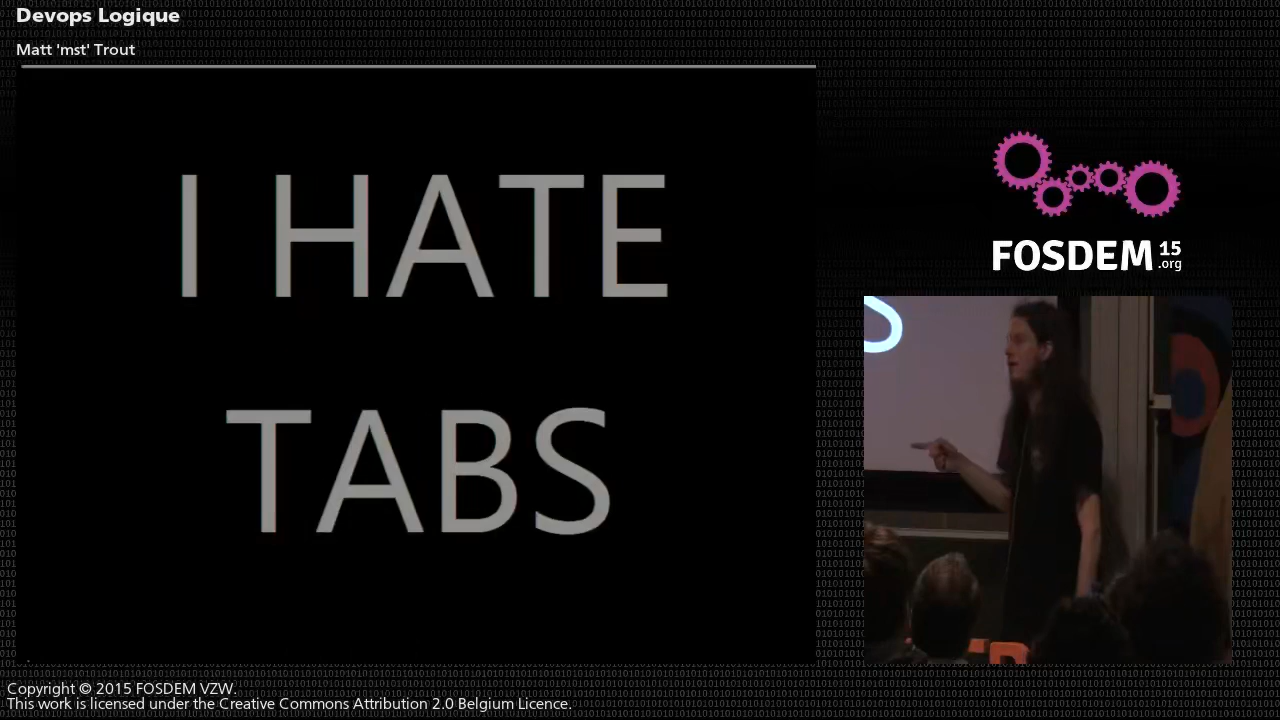 Devops Logique
Matt 'mst' Trout
I HATE
TABS
FOSDEM 15
.org
Copyright © 2015 FOSDEM VZW.
This work is licensed under the Creative Commons Attribution 2.0 Belgium Licence.